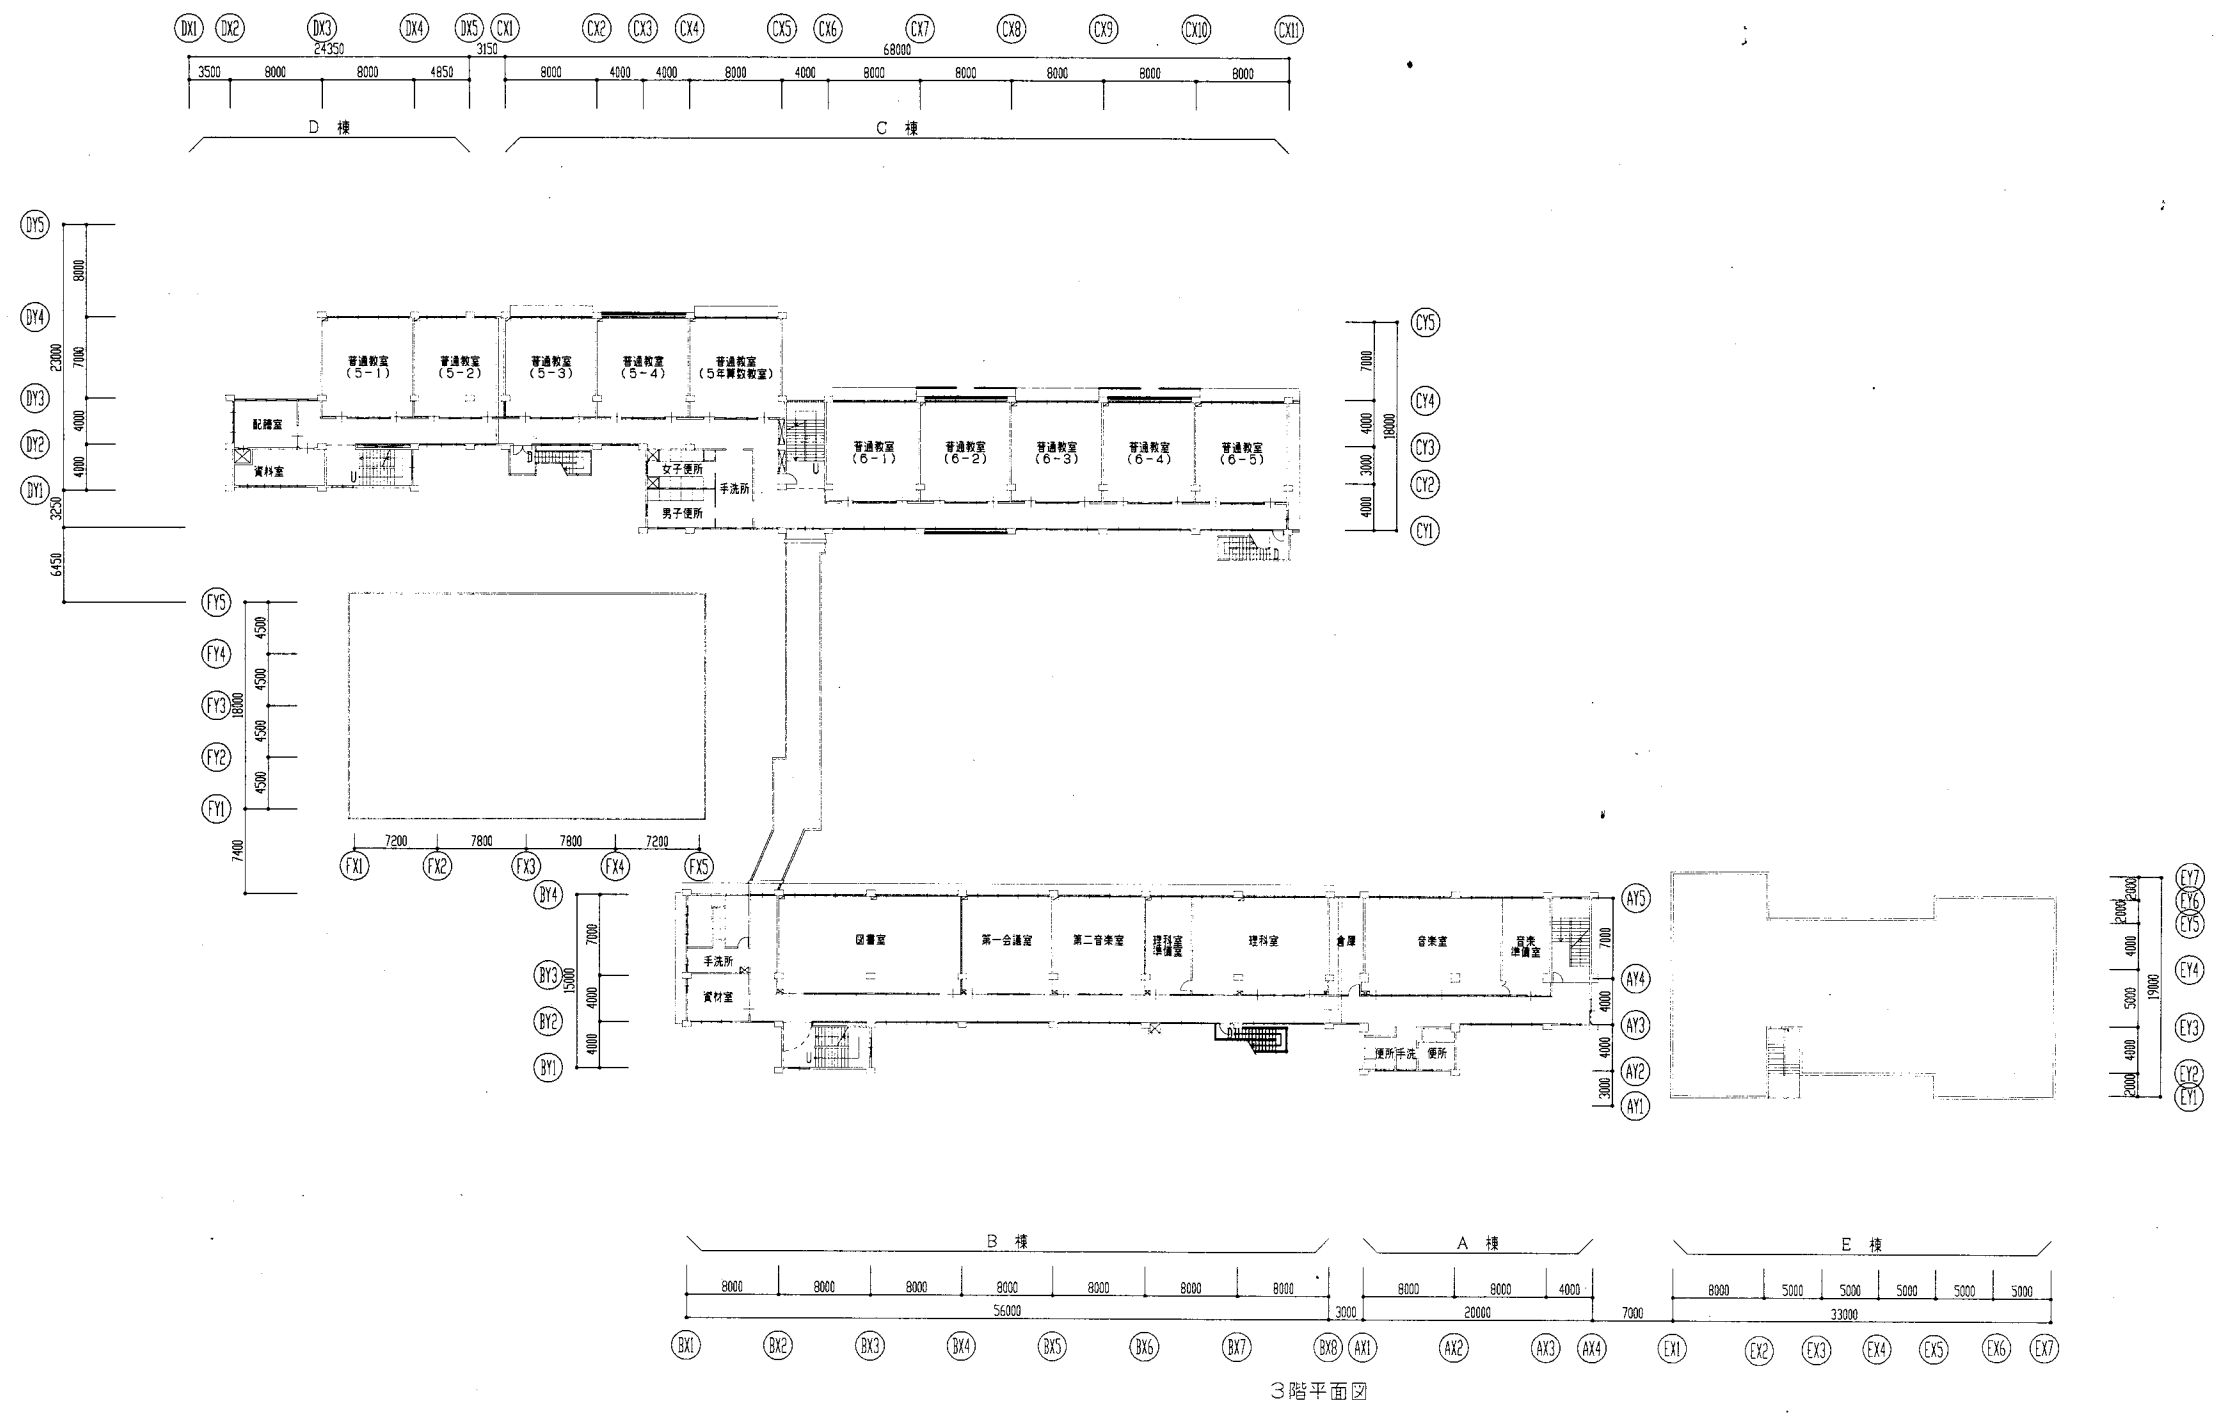 DX1 DX2 DX3 DX4 DX5 CX1 CX2 CX3 CX4 CX5 CX6 CX7 CX8 CX9 CX10 CX11
24350 3150 68000
3500 8000 8000 4850 8000 4000 4000 8000 4000 8000 8000 8000 8000 8000
D 棟
C 棟
DY5
8000
DY4
23000
7000
DY3
4000
DY2
4000
DY1
3250
6450
普通教室
(5-1)
普通教室
(5-2)
普通教室
(5-3)
普通教室
(5-4)
普通教室
(5年算数教室)
配膳室
資料室
U
D
女子便所
手洗所
男子便所
U
普通教室
(6-1)
普通教室
(6-2)
普通教室
(6-3)
普通教室
(6-4)
普通教室
(6-5)
D
CY5
7000
CY4
4000
18000
CY3
3000
CY2
4000
CY1
FY5
4500
FY4
4500
FY3
18000
4500
FY2
4500
FY1
7400
7200 7800 7800 7200
FX1 FX2 FX3 FX4 FX5
BY4
7000
BY3
15000
4000
BY2
4000
BY1
手洗所
資材室
図書室
第一会議室
第二音楽室
理科室
準備室
理科室
倉庫
音楽室
音楽
準備室
U
D
便所 手洗 便所
AY5
7000
AY4
4000
AY3
4000
AY2
3000
AY1
EY7
2000
EY6
2000
EY5
4000
EY4
19000
5000
EY3
4000
EY2
2000
EY1
B 棟
A 棟
E 棟
8000 8000 8000 8000 8000 8000 8000 8000 8000 4000 8000 5000 5000 5000 5000 5000
56000 3000 20000 7000 33000
BX1 BX2 BX3 BX4 BX5 BX6 BX7 BX8 AX1 AX2 AX3 AX4 EX1 EX2 EX3 EX4 EX5 EX6 EX7
3階平面図